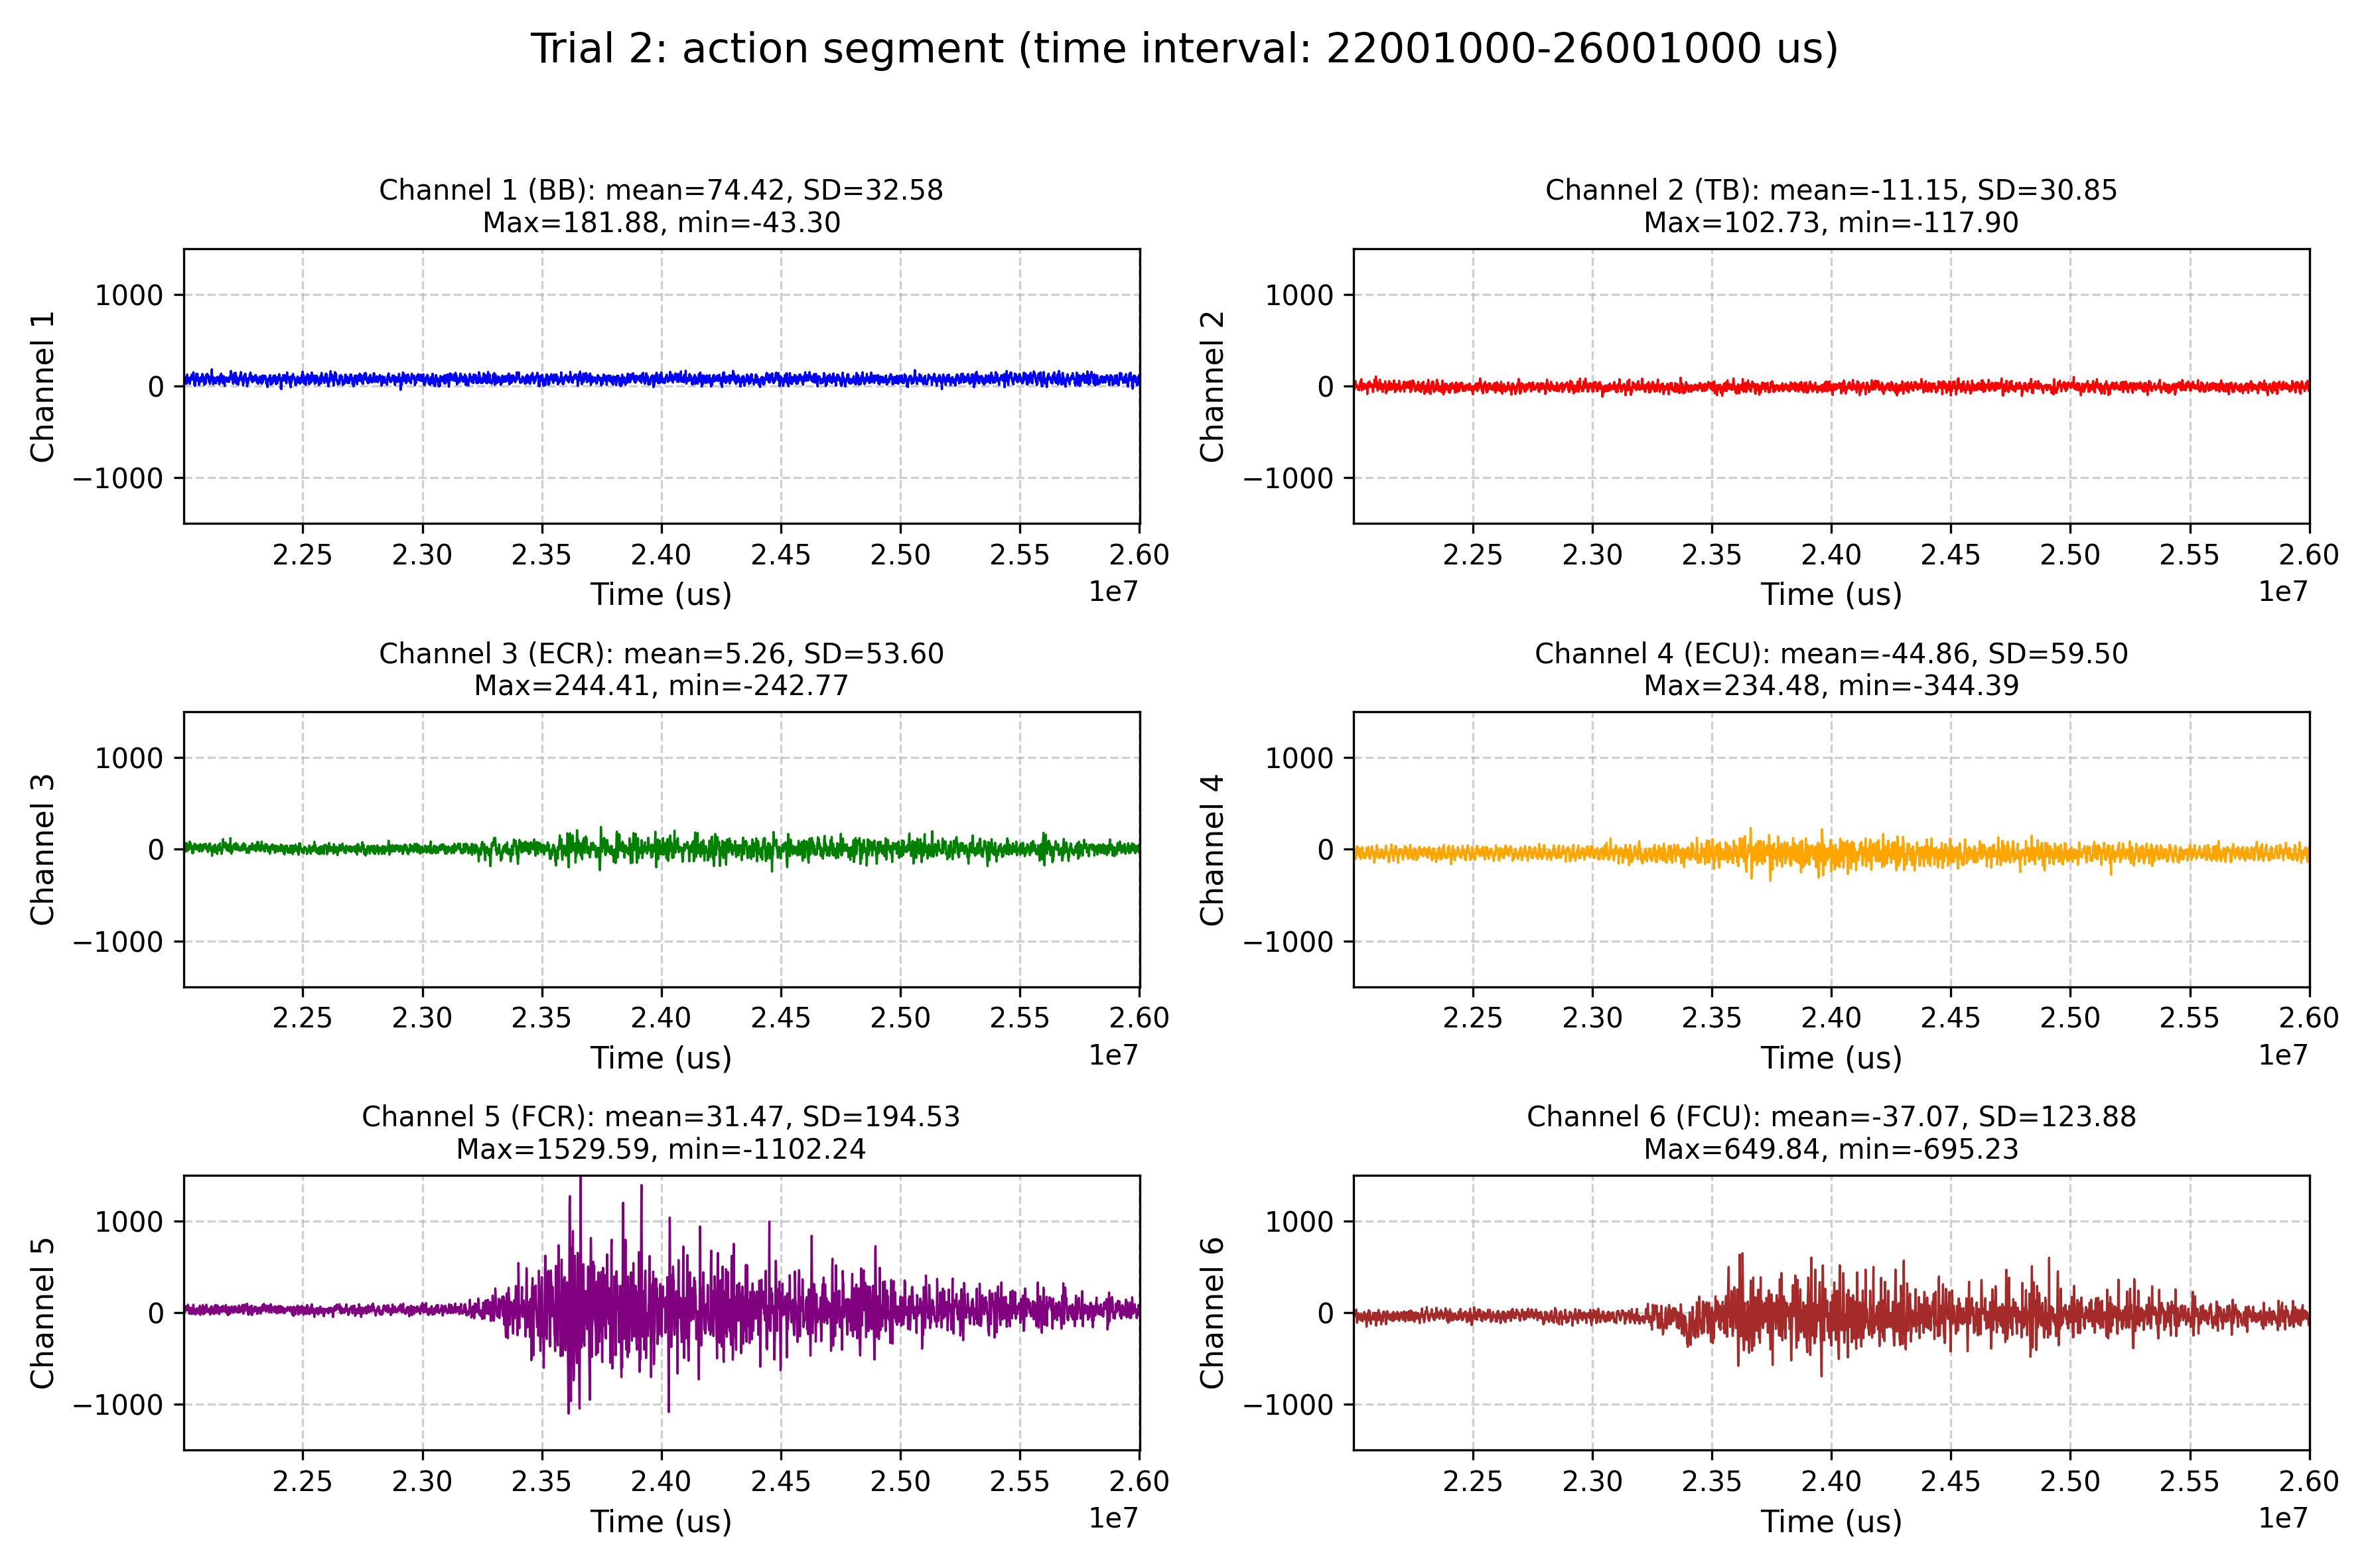 Trial 2: action segment (time interval: 22001000-26001000 us)
Channel 1 (BB): mean=74.42, SD=32.58
Max=181.88, min=-43.30
Channel 1
1000
0
−1000
2.25 2.30 2.35 2.40 2.45 2.50 2.55 2.60
Time (us)
1e7
Channel 2 (TB): mean=-11.15, SD=30.85
Max=102.73, min=-117.90
Channel 2
1000
0
−1000
2.25 2.30 2.35 2.40 2.45 2.50 2.55 2.60
Time (us)
1e7
Channel 3 (ECR): mean=5.26, SD=53.60
Max=244.41, min=-242.77
Channel 3
1000
0
−1000
2.25 2.30 2.35 2.40 2.45 2.50 2.55 2.60
Time (us)
1e7
Channel 4 (ECU): mean=-44.86, SD=59.50
Max=234.48, min=-344.39
Channel 4
1000
0
−1000
2.25 2.30 2.35 2.40 2.45 2.50 2.55 2.60
Time (us)
1e7
Channel 5 (FCR): mean=31.47, SD=194.53
Max=1529.59, min=-1102.24
Channel 5
1000
0
−1000
2.25 2.30 2.35 2.40 2.45 2.50 2.55 2.60
Time (us)
1e7
Channel 6 (FCU): mean=-37.07, SD=123.88
Max=649.84, min=-695.23
Channel 6
1000
0
−1000
2.25 2.30 2.35 2.40 2.45 2.50 2.55 2.60
Time (us)
1e7